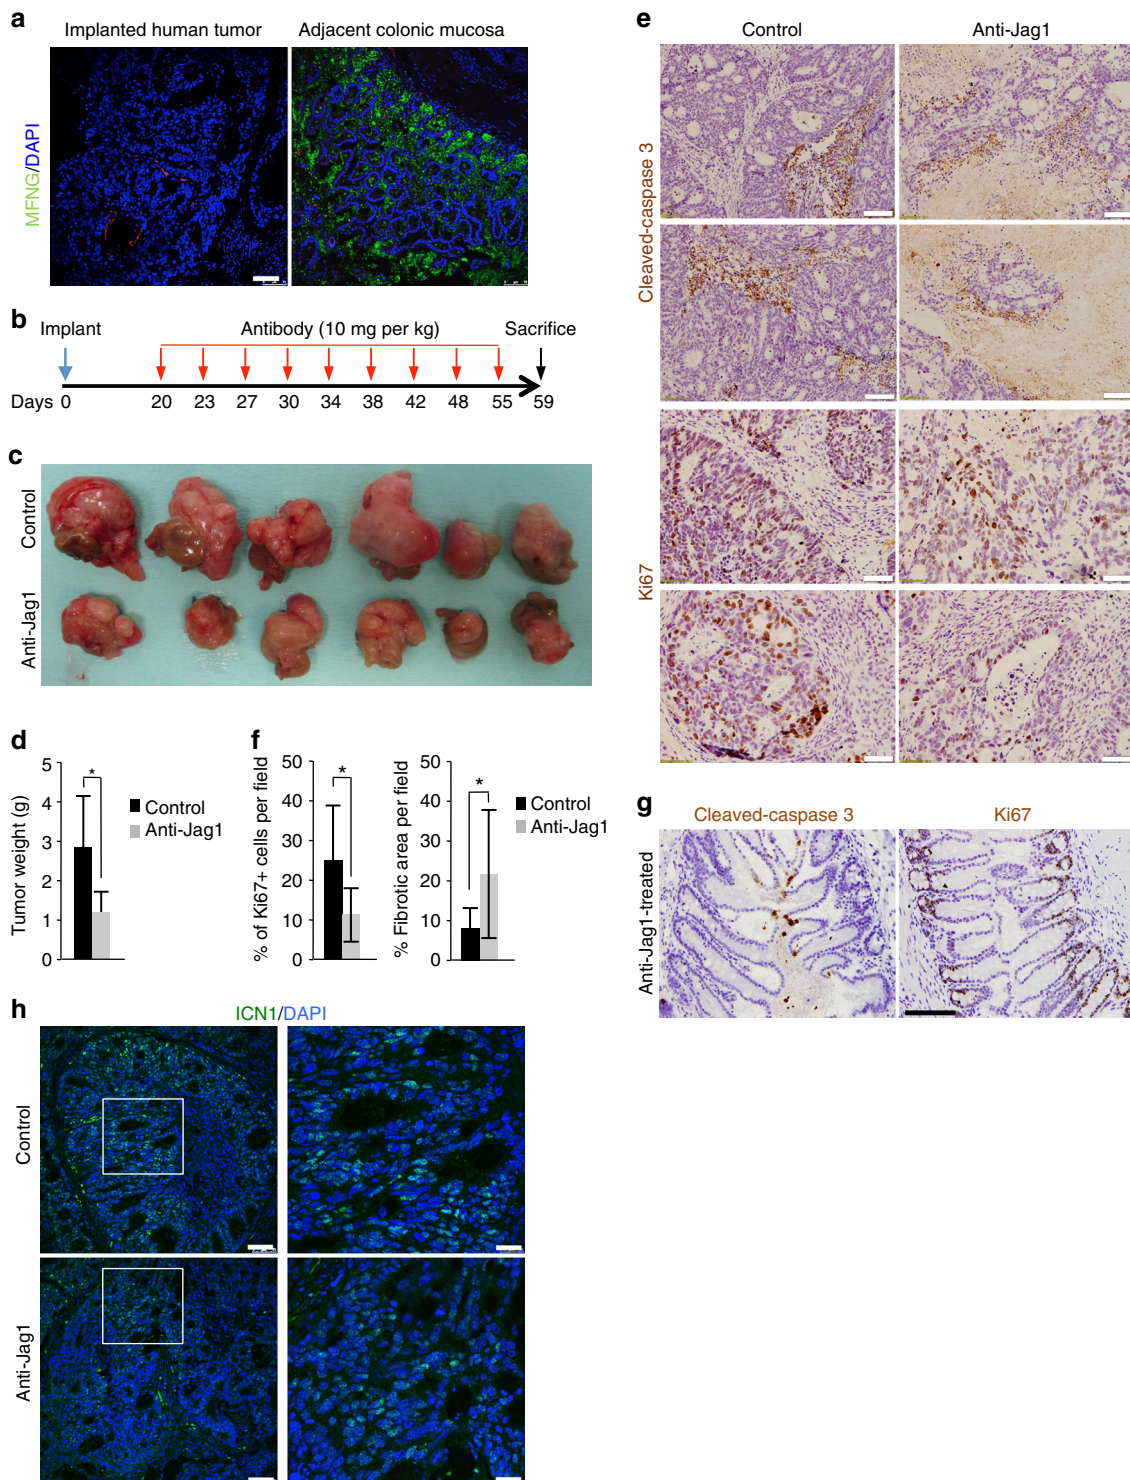 a
Implanted human tumor
Adjacent colonic mucosa
MFNG/DAPI
b
Implant
Antibody (10 mg per kg)
Sacrifice
Days 0 20 23 27 30 34 38 42 48 55 59
c
Control
Anti-Jag1
d
Tumor weight (g)
5
4
3
2
1
0
*
Control
Anti-Jag1
f
% of Ki67+ cells per field
50
40
30
20
10
0
*
% Fibrotic area per field
50
40
30
20
10
0
*
Control
Anti-Jag1
e
Control
Anti-Jag1
Cleaved-caspase 3
Ki67
g
Cleaved-caspase 3
Ki67
Anti-Jag1-treated
h
ICN1/DAPI
Control
Anti-Jag1